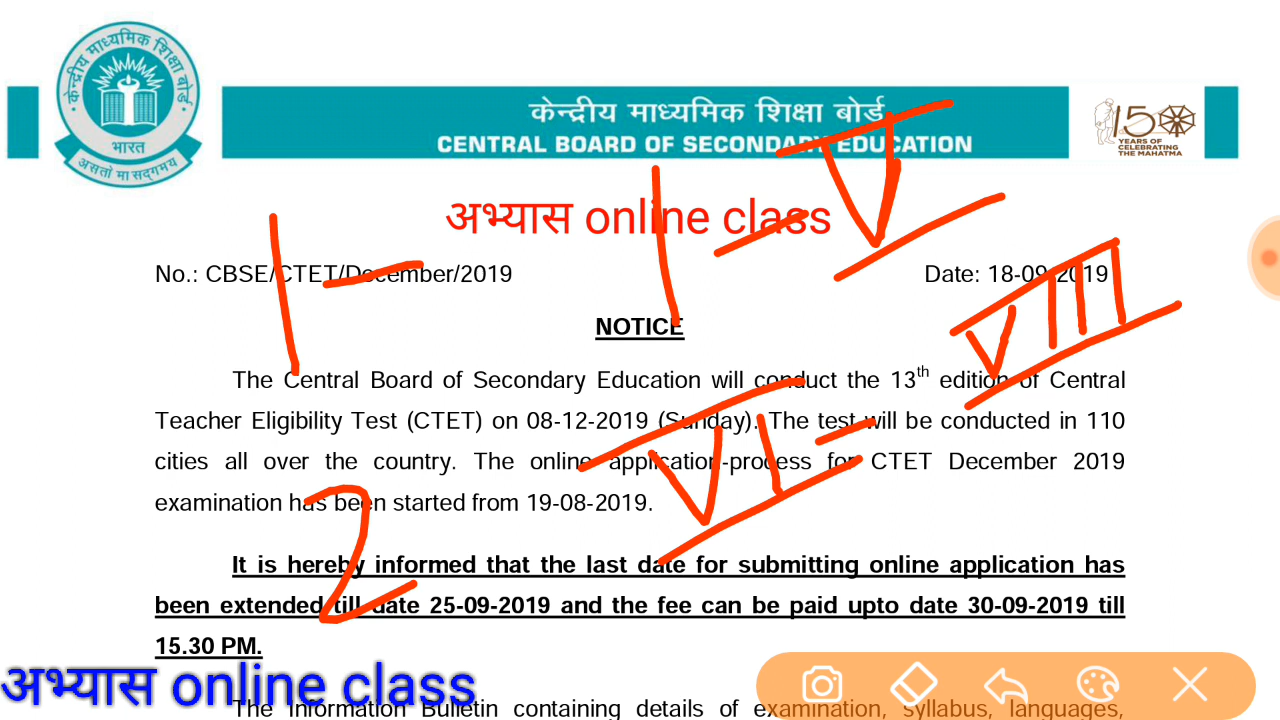 केन्द्रीय माध्यमिक शिक्षा बोर्ड
भारत
असतो मा सद्गमय
केन्द्रीय माध्यमिक शिक्षा बोर्ड
CENTRAL BOARD OF SECONDARY EDUCATION
150
YEARS OF
CELEBRATING
THE MAHATMA
अभ्यास online class
No.: CBSE/CTET/December/2019 Date: 18-09-2019
NOTICE
The Central Board of Secondary Education will conduct the 13th edition of Central
Teacher Eligibility Test (CTET) on 08-12-2019 (Sunday). The test will be conducted in 110
cities all over the country. The online application-process for CTET December 2019
examination has been started from 19-08-2019.
It is hereby informed that the last date for submitting online application has
been extended till date 25-09-2019 and the fee can be paid upto date 30-09-2019 till
15.30 PM.
The Information Bulletin containing details of examination, syllabus, languages,
1 - 1 - V
2 VI - VIII
अभ्यास online class